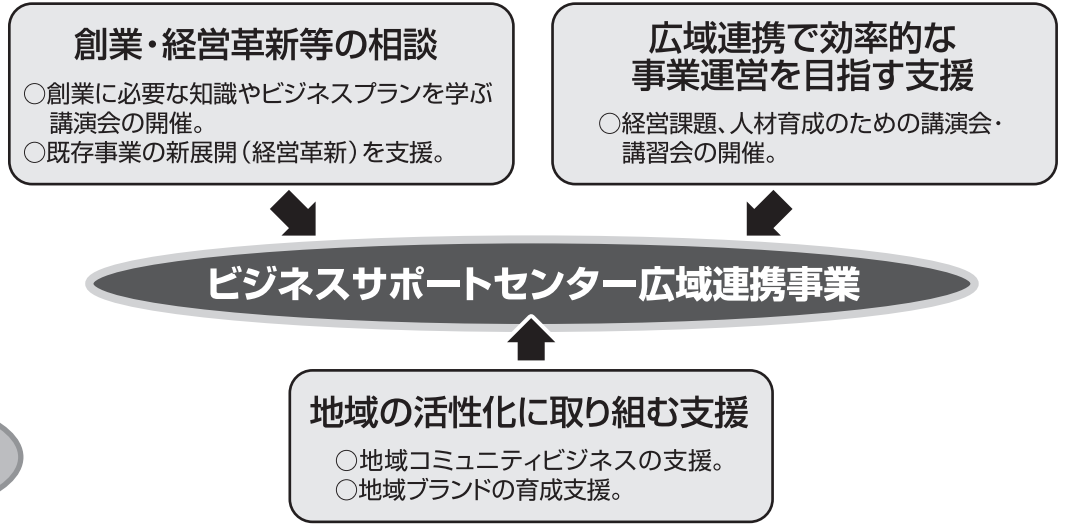 創業・経営革新等の相談
○創業に必要な知識やビジネスプランを学ぶ
講演会の開催。
○既存事業の新展開（経営革新）を支援。
広域連携で効率的な
事業運営を目指す支援
○経営課題、人材育成のための講演会・
講習会の開催。
ビジネスサポートセンター広域連携事業
地域の活性化に取り組む支援
○地域コミュニティビジネスの支援。
○地域ブランドの育成支援。